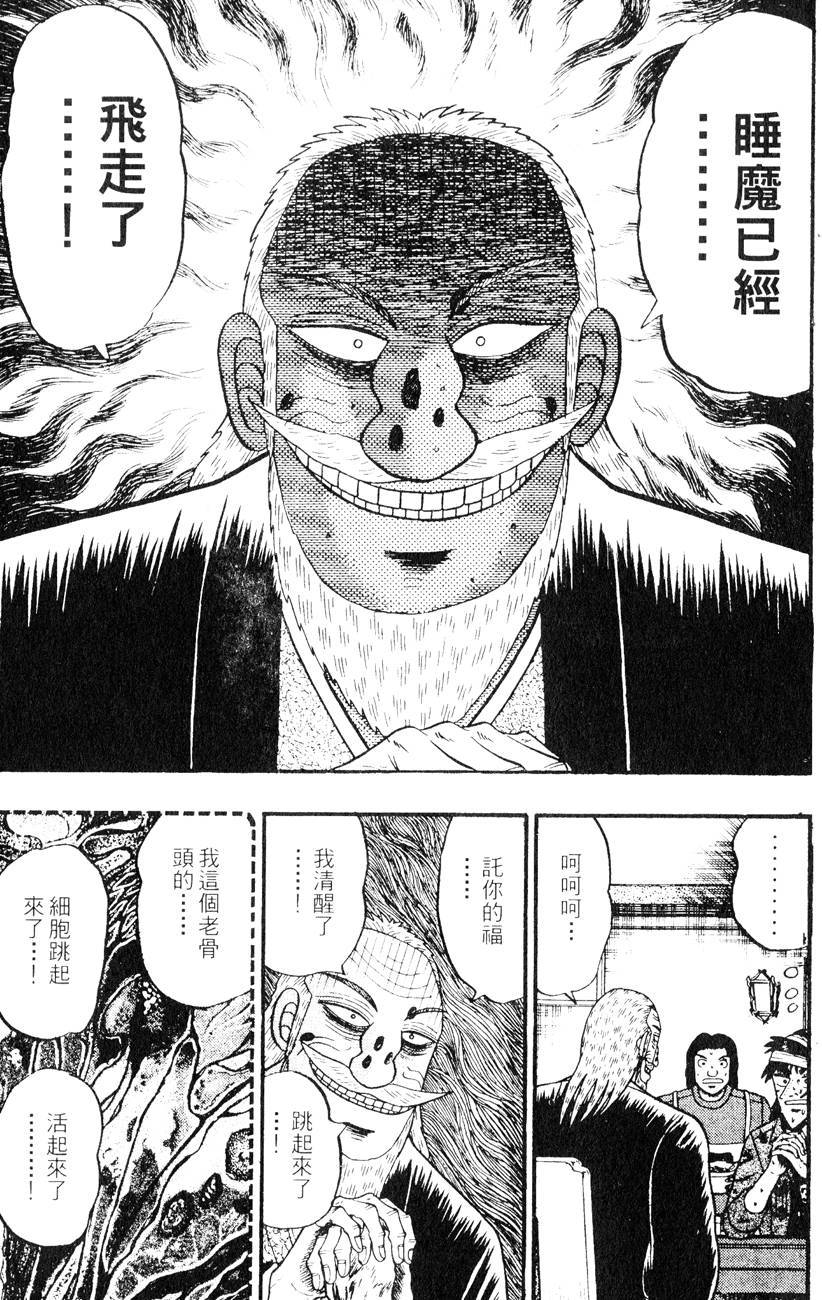 睡魔已經
………
飛走了
……！
………
呵呵呵…
託你的福
……
我清醒了
……！
跳起來了
…！
我這個老骨
頭的……
細胞跳起
來了…！
活起來了
………！